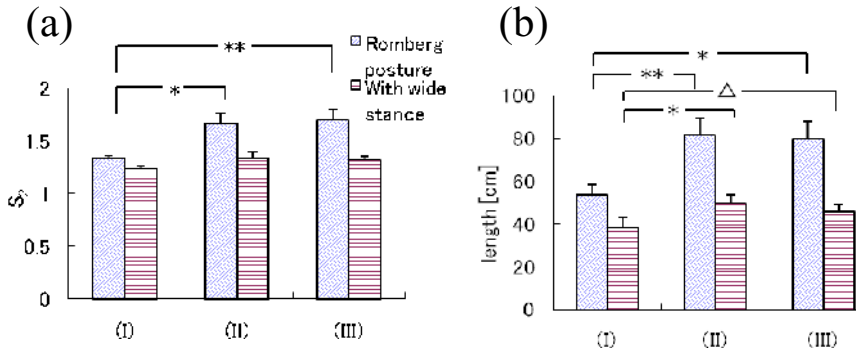 (a)
**
Romberg
posture
With wide
stance
*
2
1.5
1
0.5
0
S₂
(I)
(II)
(III)
(b)
*
**
△
*
100
80
60
40
20
0
length [cm]
(I)
(II)
(III)